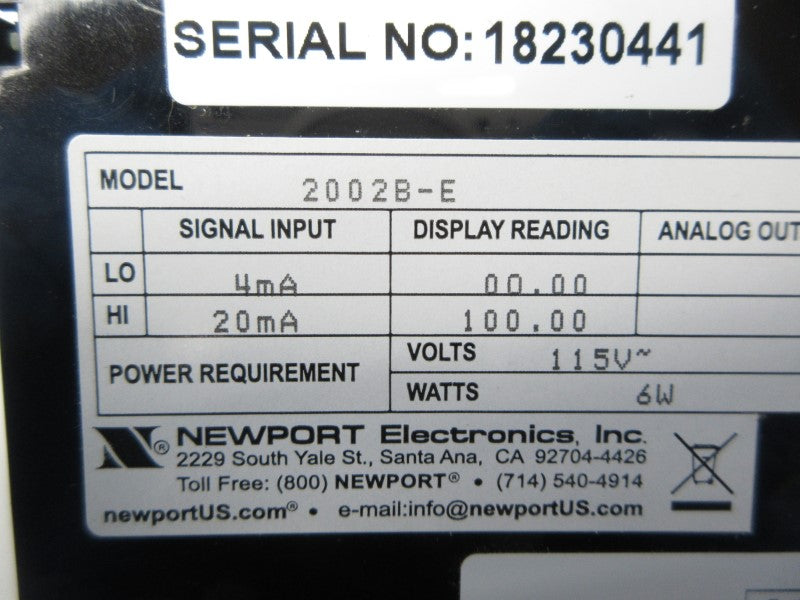 SERIAL NO: 18230441
MODEL 2002B-E
SIGNAL INPUT DISPLAY READING ANALOG OUT
LO 4mA 00.00
HI 20mA 100.00
POWER REQUIREMENT VOLTS 115V~
WATTS 6W
N® NEWPORT Electronics, Inc.
2229 South Yale St., Santa Ana, CA 92704-4426
Toll Free: (800) NEWPORT® • (714) 540-4914
newportUS.com® • e-mail:info@newportUS.com